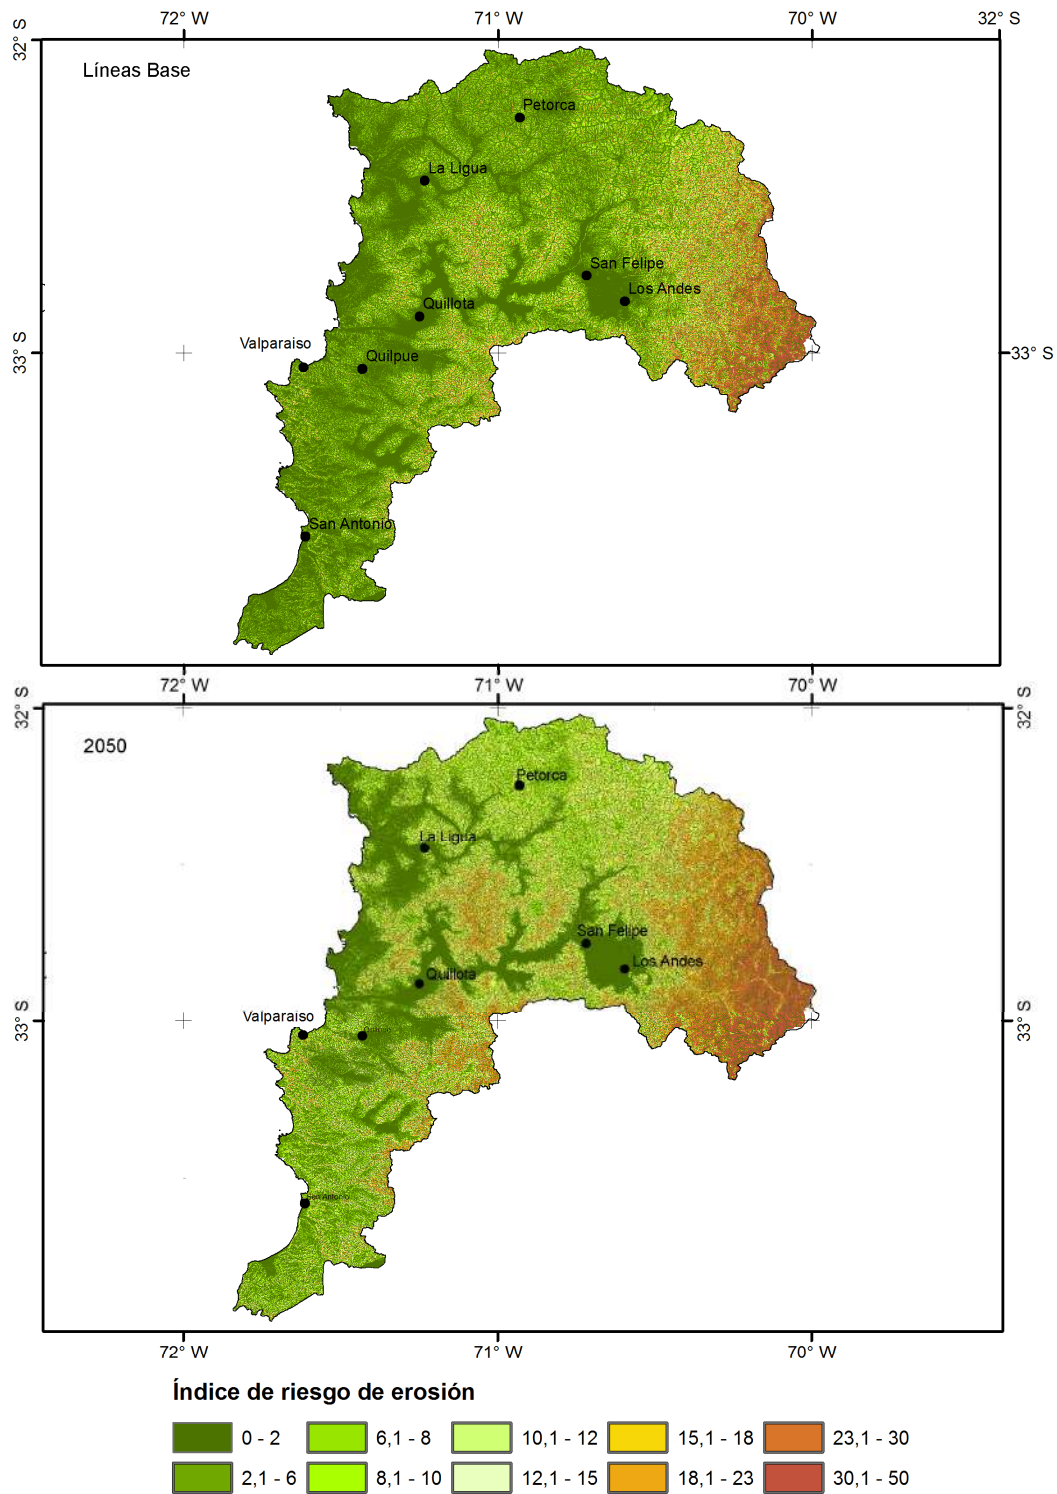 72° W 71° W 70° W 32° S
32° S
Líneas Base
Petorca
La Ligua
San Felipe
Los Andes
Quillota
Valparaiso
Quilpue
33° S 33° S
San Antonio
72° W 71° W 70° W
32° S 32° S
2050
Petorca
La Ligua
San Felipe
Los Andes
Quillota
Valparaiso
Quilpue
33° S 33° S
San Antonio
72° W 71° W 70° W
Índice de riesgo de erosión
0 - 2 6,1 - 8 10,1 - 12 15,1 - 18 23,1 - 30
2,1 - 6 8,1 - 10 12,1 - 15 18,1 - 23 30,1 - 50